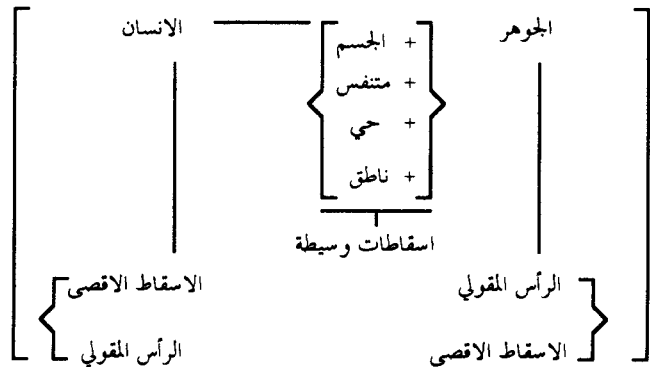 الجوهر
+ الجسم
+ متنفس
+ حي
+ ناطق
اسقاطات وسيطة
الانسان
الرأس المقولي
الاسقاط الاقصى
الاسقاط الاقصى
الرأس المقولي